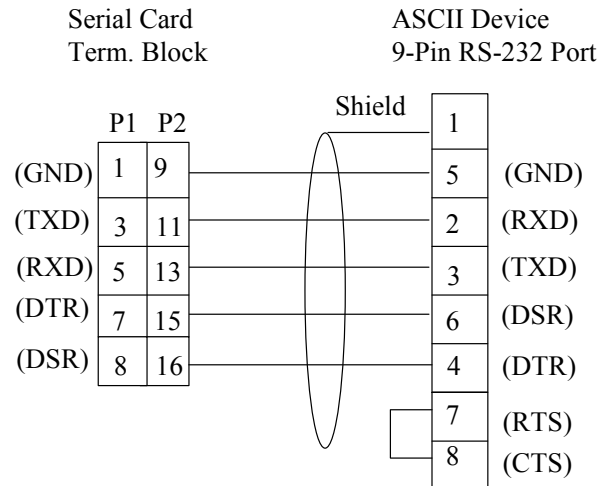 Serial Card
Term. Block
ASCII Device
9-Pin RS-232 Port
Shield
1
P1 P2
(GND) 1 9 5 (GND)
(TXD) 3 11 2 (RXD)
(RXD) 5 13 3 (TXD)
(DTR) 7 15 6 (DSR)
(DSR) 8 16 4 (DTR)
7 (RTS)
8 (CTS)